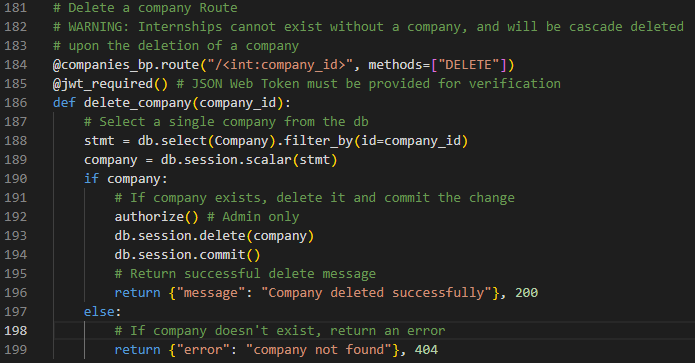 181 # Delete a company Route
182 # WARNING: Internships cannot exist without a company, and will be cascade deleted
183 # upon the deletion of a company
184 @companies_bp.route("/<int:company_id>", methods=["DELETE"])
185 @jwt_required() # JSON Web Token must be provided for verification
186 def delete_company(company_id):
187     # Select a single company from the db
188     stmt = db.select(Company).filter_by(id=company_id)
189     company = db.session.scalar(stmt)
190     if company:
191         # If company exists, delete it and commit the change
192         authorize() # Admin only
193         db.session.delete(company)
194         db.session.commit()
195         # Return successful delete message
196         return {"message": "Company deleted successfully"}, 200
197     else:
198         # If company doesn't exist, return an error
199         return {"error": "company not found"}, 404